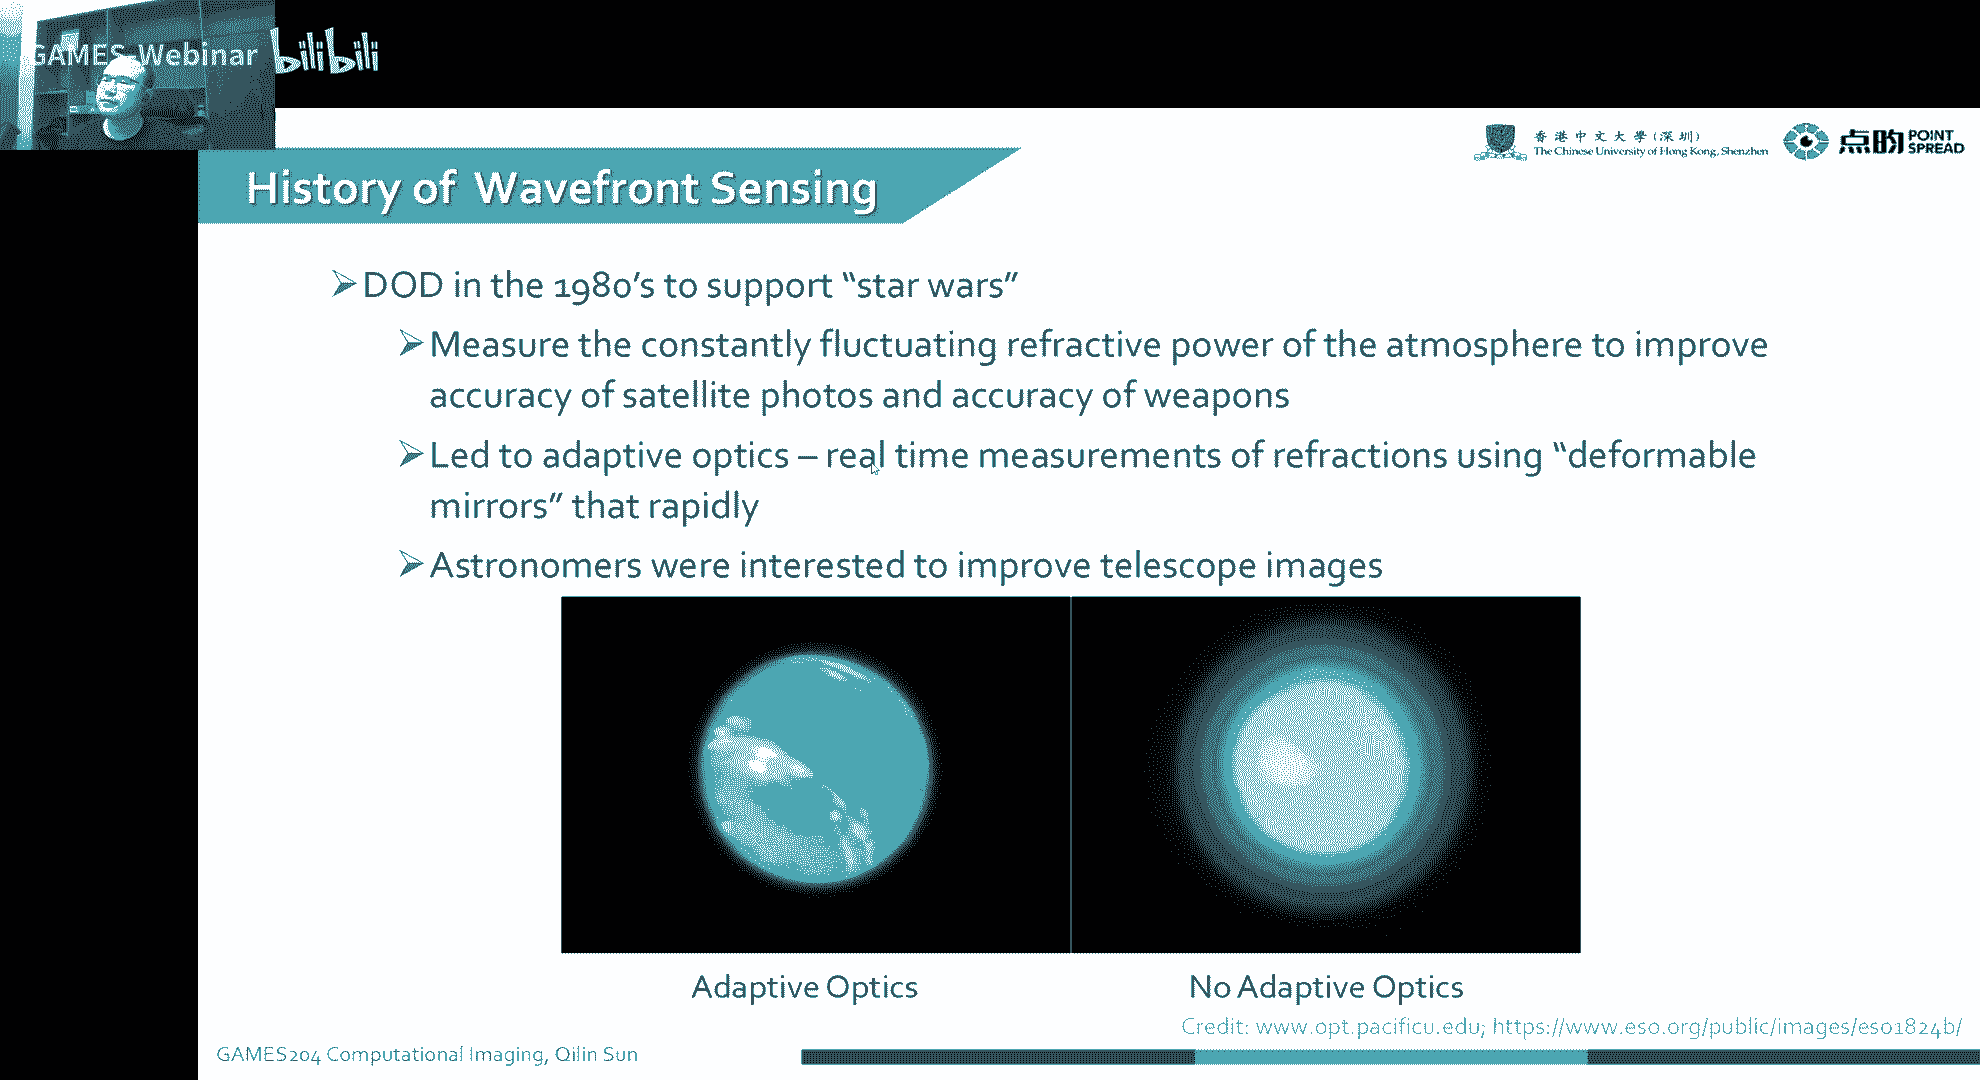 GAMES-Webinar
bilibili
香港中文大學(深圳)
The Chinese University of Hong Kong, Shenzhen
点昀 POINT
SPREAD
History of Wavefront Sensing
DOD in the 1980's to support “star wars”
Measure the constantly fluctuating refractive power of the atmosphere to improve
accuracy of satellite photos and accuracy of weapons
Led to adaptive optics – real time measurements of refractions using “deformable
mirrors” that rapidly
Astronomers were interested to improve telescope images
Adaptive Optics
No Adaptive Optics
Credit: www.opt.pacificu.edu; https://www.eso.org/public/images/eso1824b/
GAMES204 Computational Imaging, Qilin Sun